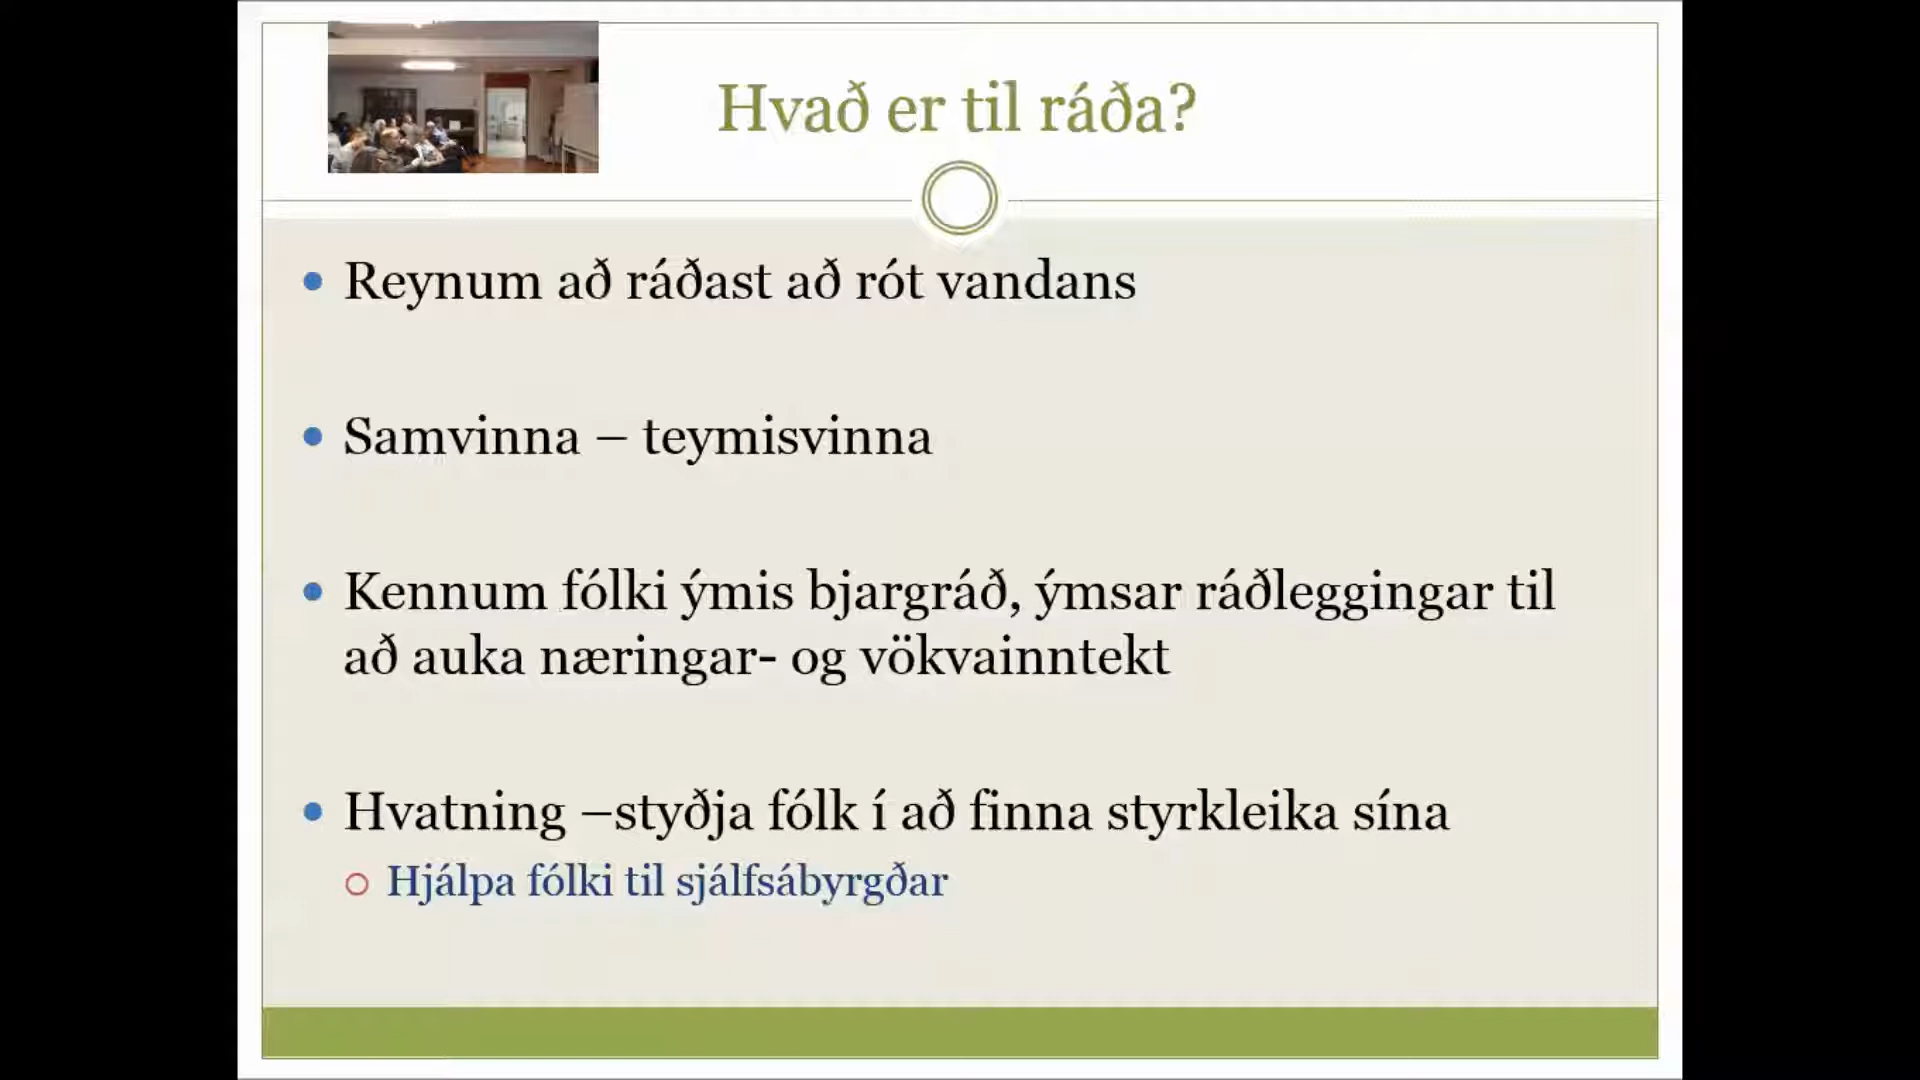 Hvað er til ráða?
Reynum að ráðast að rót vandans
Samvinna – teymisvinna
Kennum fólki ýmis bjargráð, ýmsar ráðleggingar til
að auka næringar- og vökvainntekt
Hvatning –styðja fólk í að finna styrkleika sína
Hjálpa fólki til sjálfsábyrgðar